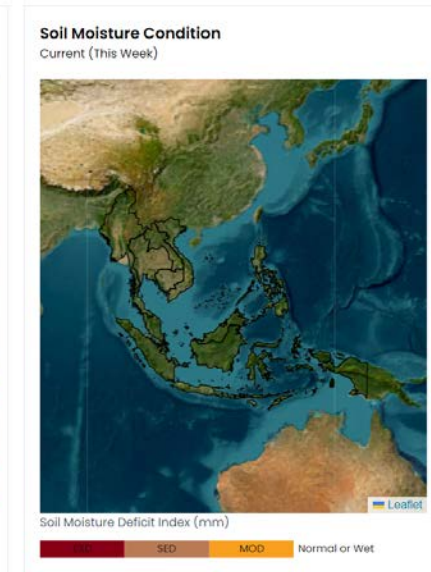 Soil Moisture Condition
Current (This Week)
Leaflet
Soil Moisture Deficit Index (mm)
SED MOD Normal or Wet